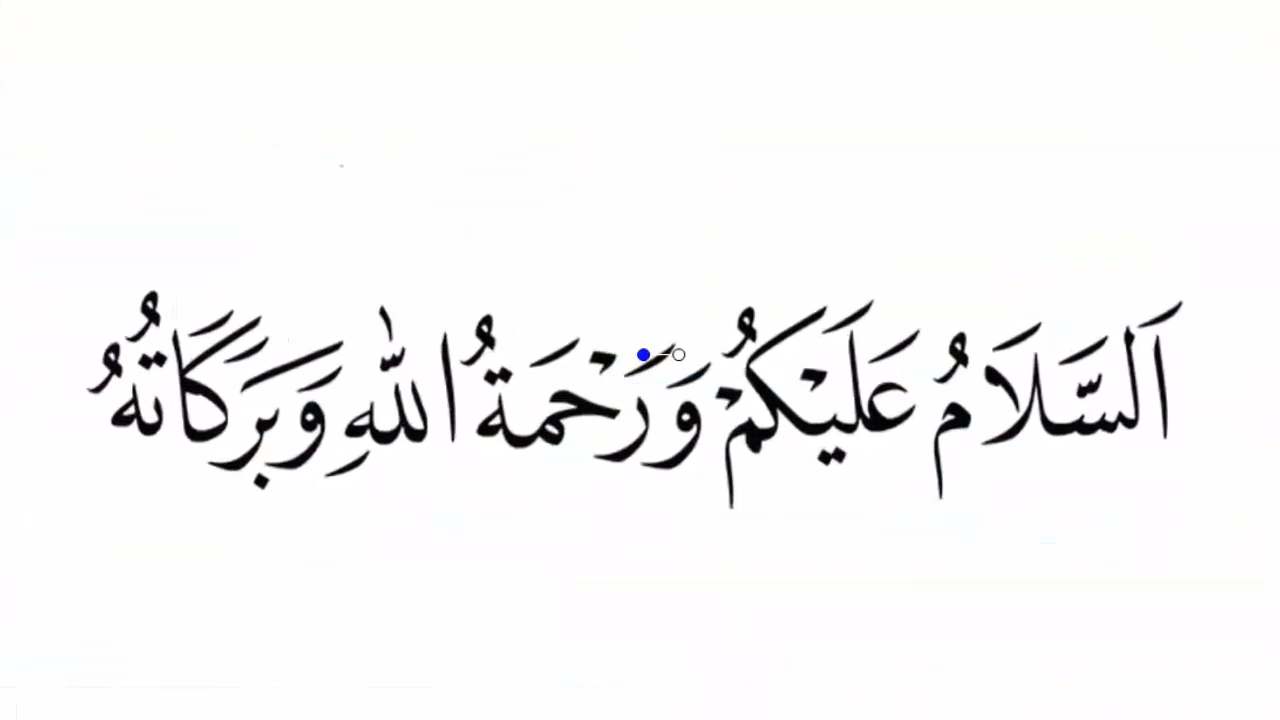 اَلسَّلَامُ عَلَيْكُمْ وَرَحْمَةُ اللّٰهِ وَبَرَكَاتُهُ